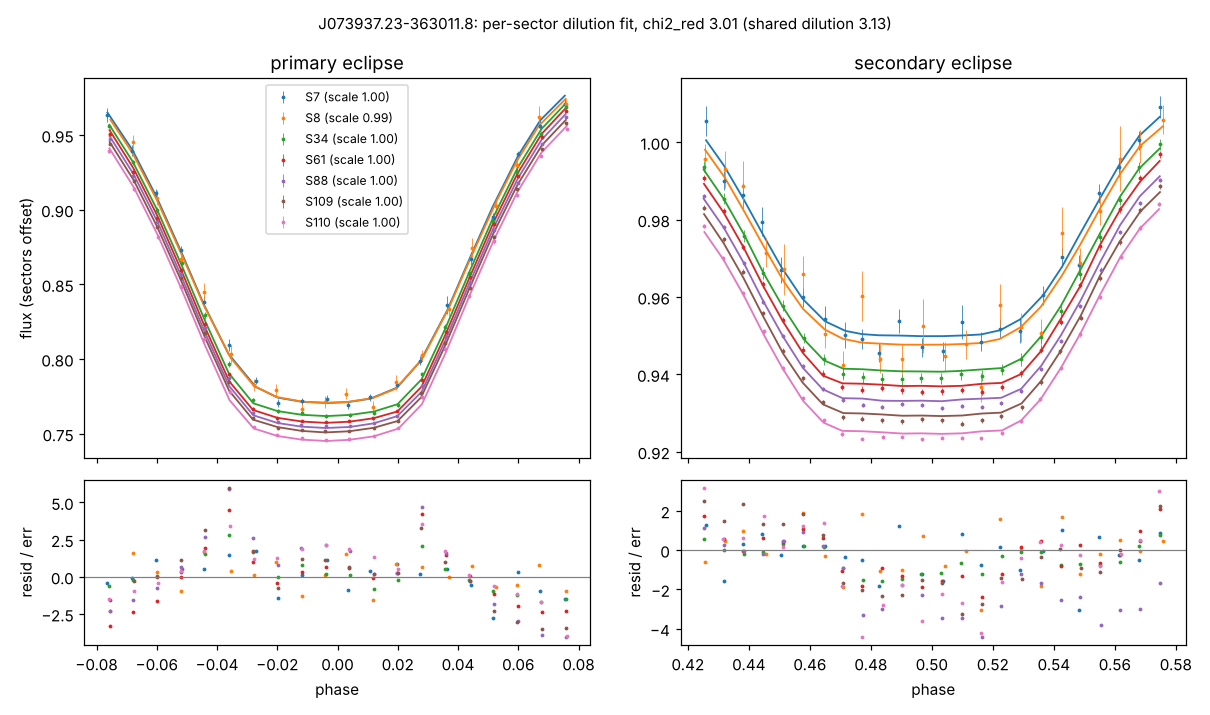 J073937.23-363011.8: per-sector dilution fit, chi2_red 3.01 (shared dilution 3.13)
primary eclipse
secondary eclipse
S7 (scale 1.00)
S8 (scale 0.99)
S34 (scale 1.00)
S61 (scale 1.00)
S88 (scale 1.00)
S109 (scale 1.00)
S110 (scale 1.00)
flux (sectors offset)
0.95
0.90
0.85
0.80
0.75
1.00
0.98
0.96
0.94
0.92
resid / err
5.0
2.5
0.0
−2.5
resid / err
2
0
−2
−4
−0.08 −0.06 −0.04 −0.02 0.00 0.02 0.04 0.06 0.08
0.42 0.44 0.46 0.48 0.50 0.52 0.54 0.56 0.58
phase
phase